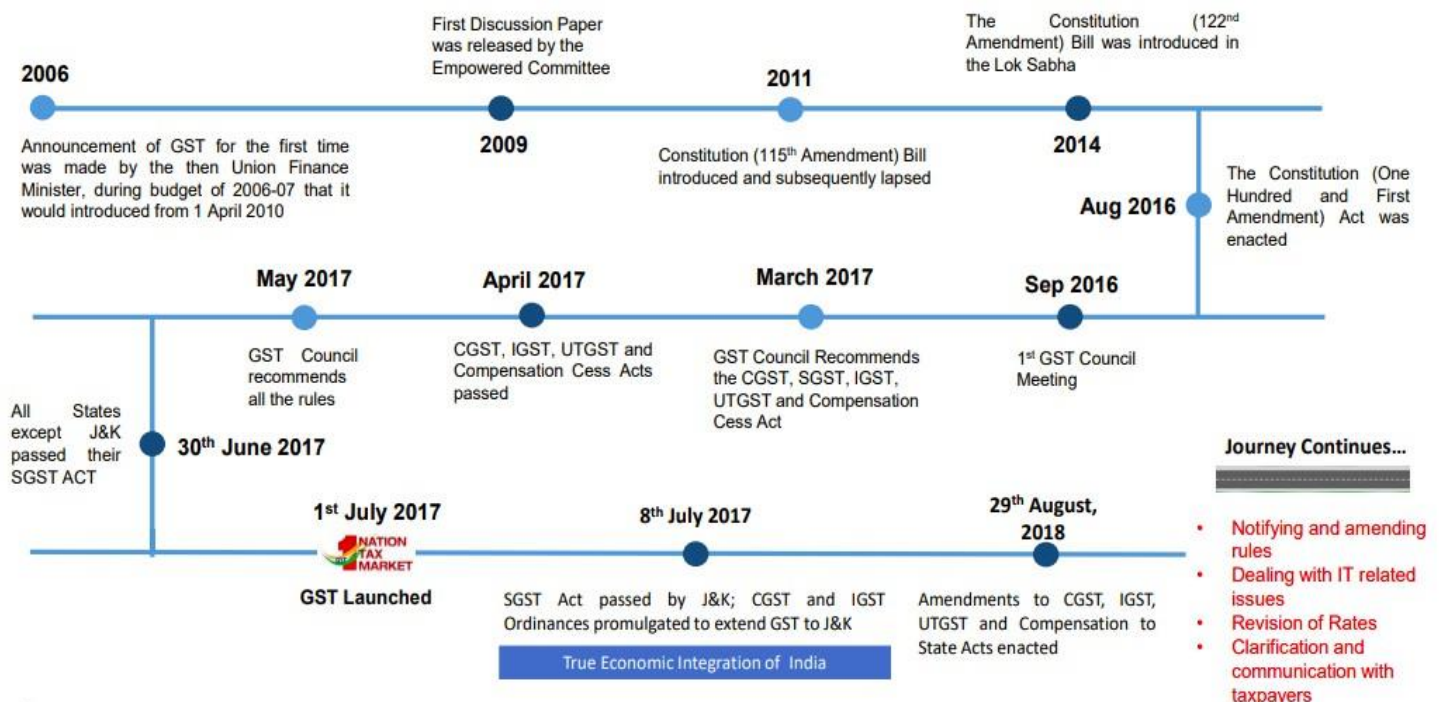 2006
Announcement of GST for the first time
was made by the then Union Finance
Minister, during budget of 2006-07 that it
would introduced from 1 April 2010
First Discussion Paper
was released by the
Empowered Committee
2009
2011
Constitution (115th Amendment) Bill
introduced and subsequently lapsed
The Constitution (122nd
Amendment) Bill was introduced in
the Lok Sabha
2014
Aug 2016
The Constitution (One
Hundred and First
Amendment) Act was
enacted
Sep 2016
1st GST Council
Meeting
March 2017
GST Council Recommends
the CGST, SGST, IGST,
UTGST and Compensation
Cess Act
April 2017
CGST, IGST, UTGST and
Compensation Cess Acts
passed
May 2017
GST Council
recommends
all the rules
All States
except J&K
passed their
SGST ACT
30th June 2017
1st July 2017
1 NATION
TAX
MARKET
GST Launched
8th July 2017
SGST Act passed by J&K; CGST and IGST
Ordinances promulgated to extend GST to J&K
True Economic Integration of India
29th August,
2018
Amendments to CGST, IGST,
UTGST and Compensation to
State Acts enacted
Journey Continues...
• Notifying and amending
rules
• Dealing with IT related
issues
• Revision of Rates
• Clarification and
communication with
taxpayers